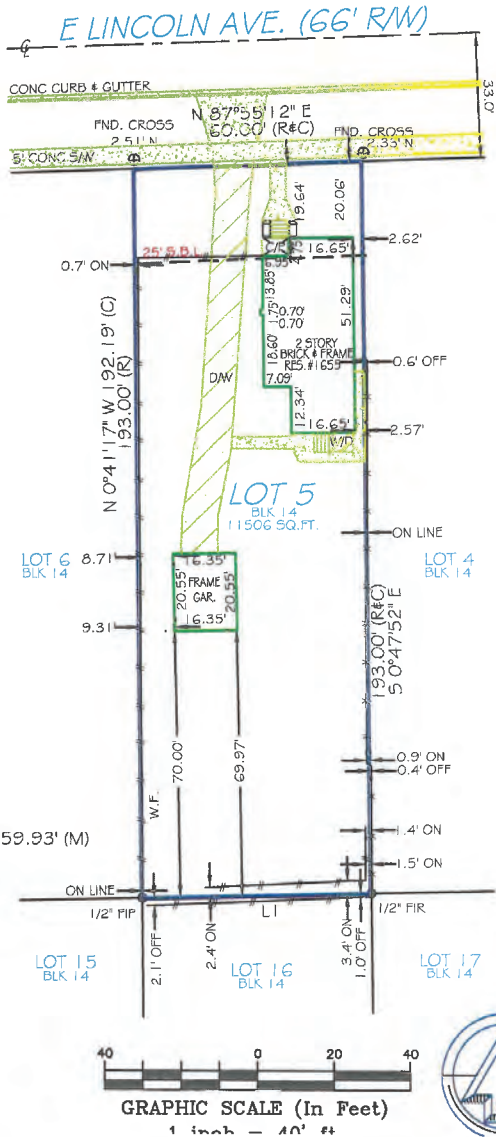 E LINCOLN AVE. (66' R/W)
CONC CURB & GUTTER
33.0'
N 87°55'12" E
60.00' (R&C)
FND. CROSS
2.51' N
FND. CROSS
2.33' N
5' CONC S/W
19.64'
20.06'
25' S.B.L.
C/P
4.75'
6.95'
16.65'
2.62'
0.7' ON
13.85'
1.75'
0.70'
0.70'
51.29'
2 STORY
BRICK & FRAME
RES. #1655
18.60'
7.09'
0.6' OFF
D/W
12.34'
16.65'
W/D
2.57'
N 0°41'17" W 192.19' (C)
193.00' (R)
LOT 5
BLK 14
11506 SQ.FT.
ON LINE
LOT 6
BLK 14
8.71'
LOT 4
BLK 14
16.35'
20.55'
FRAME
GAR.
20.55'
16.35'
9.31'
193.00' (R&C)
S 0°47'52" E
70.00'
69.97'
0.9' ON
0.4' OFF
W.F.
59.93' (M)
1.4' ON
1.5' ON
ON LINE
1/2" FIP
L1
1/2" FIR
2.1' OFF
2.4' ON
3.4' ON
1.0' OFF
LOT 15
BLK 14
LOT 16
BLK 14
LOT 17
BLK 14
40 0 20 40
GRAPHIC SCALE (In Feet)
1 inch = 40' ft